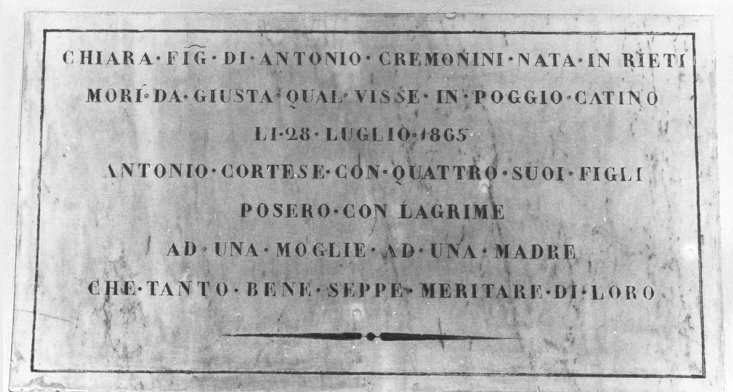 CHIARA·FIG̅·DI·ANTONIO·CREMONINI·NATA·IN RIETI
MORÍ·DA·GIUSTA·QUAL·VISSE·IN·POGGIO·CATINO
LI·28·LUGLIO·1865
ANTONIO·CORTESE·CON·QUATTRO·SUOI·FIGLI
POSERO·CON LAGRIME
AD·UNA·MOGLIE·AD·UNA·MADRE
CHE·TANTO·BENE·SEPPE·MERITARE·DI·LORO